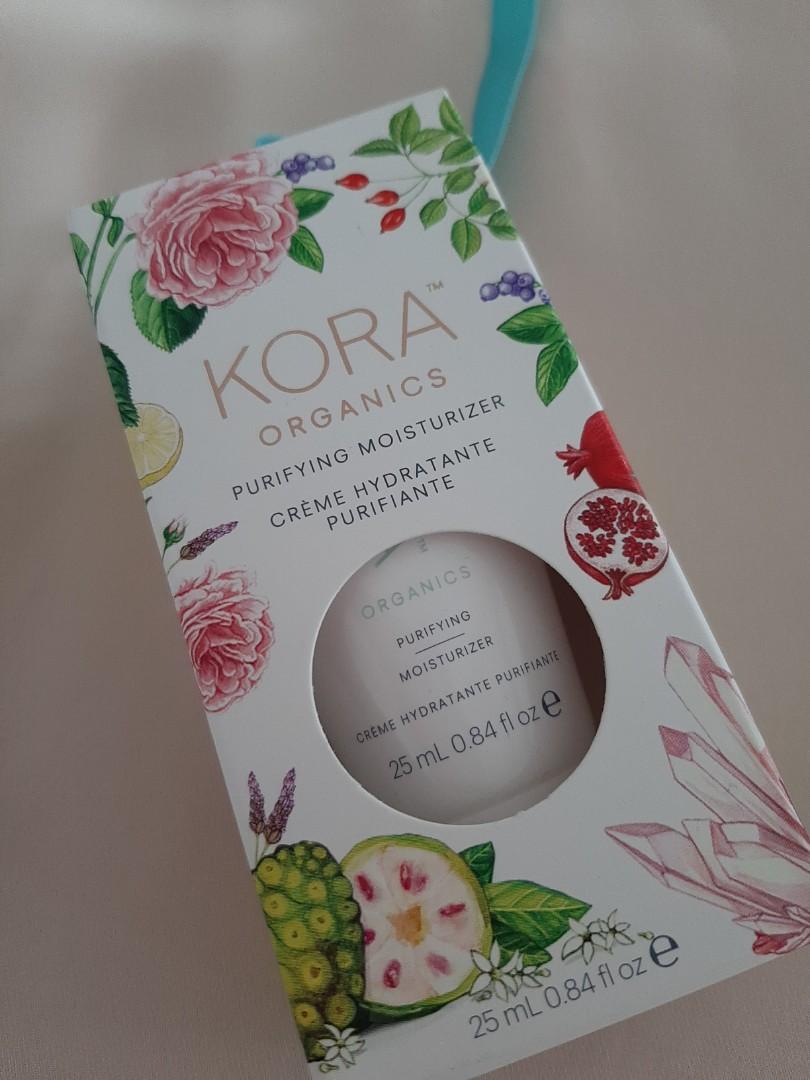 KORA™
ORGANICS
PURIFYING MOISTURIZER
CRÈME HYDRATANTE
PURIFIANTE
ORGANICS
PURIFYING
MOISTURIZER
CRÈME HYDRATANTE PURIFIANTE
25 mL 0.84 fl oz e
25 mL 0.84 fl oz e